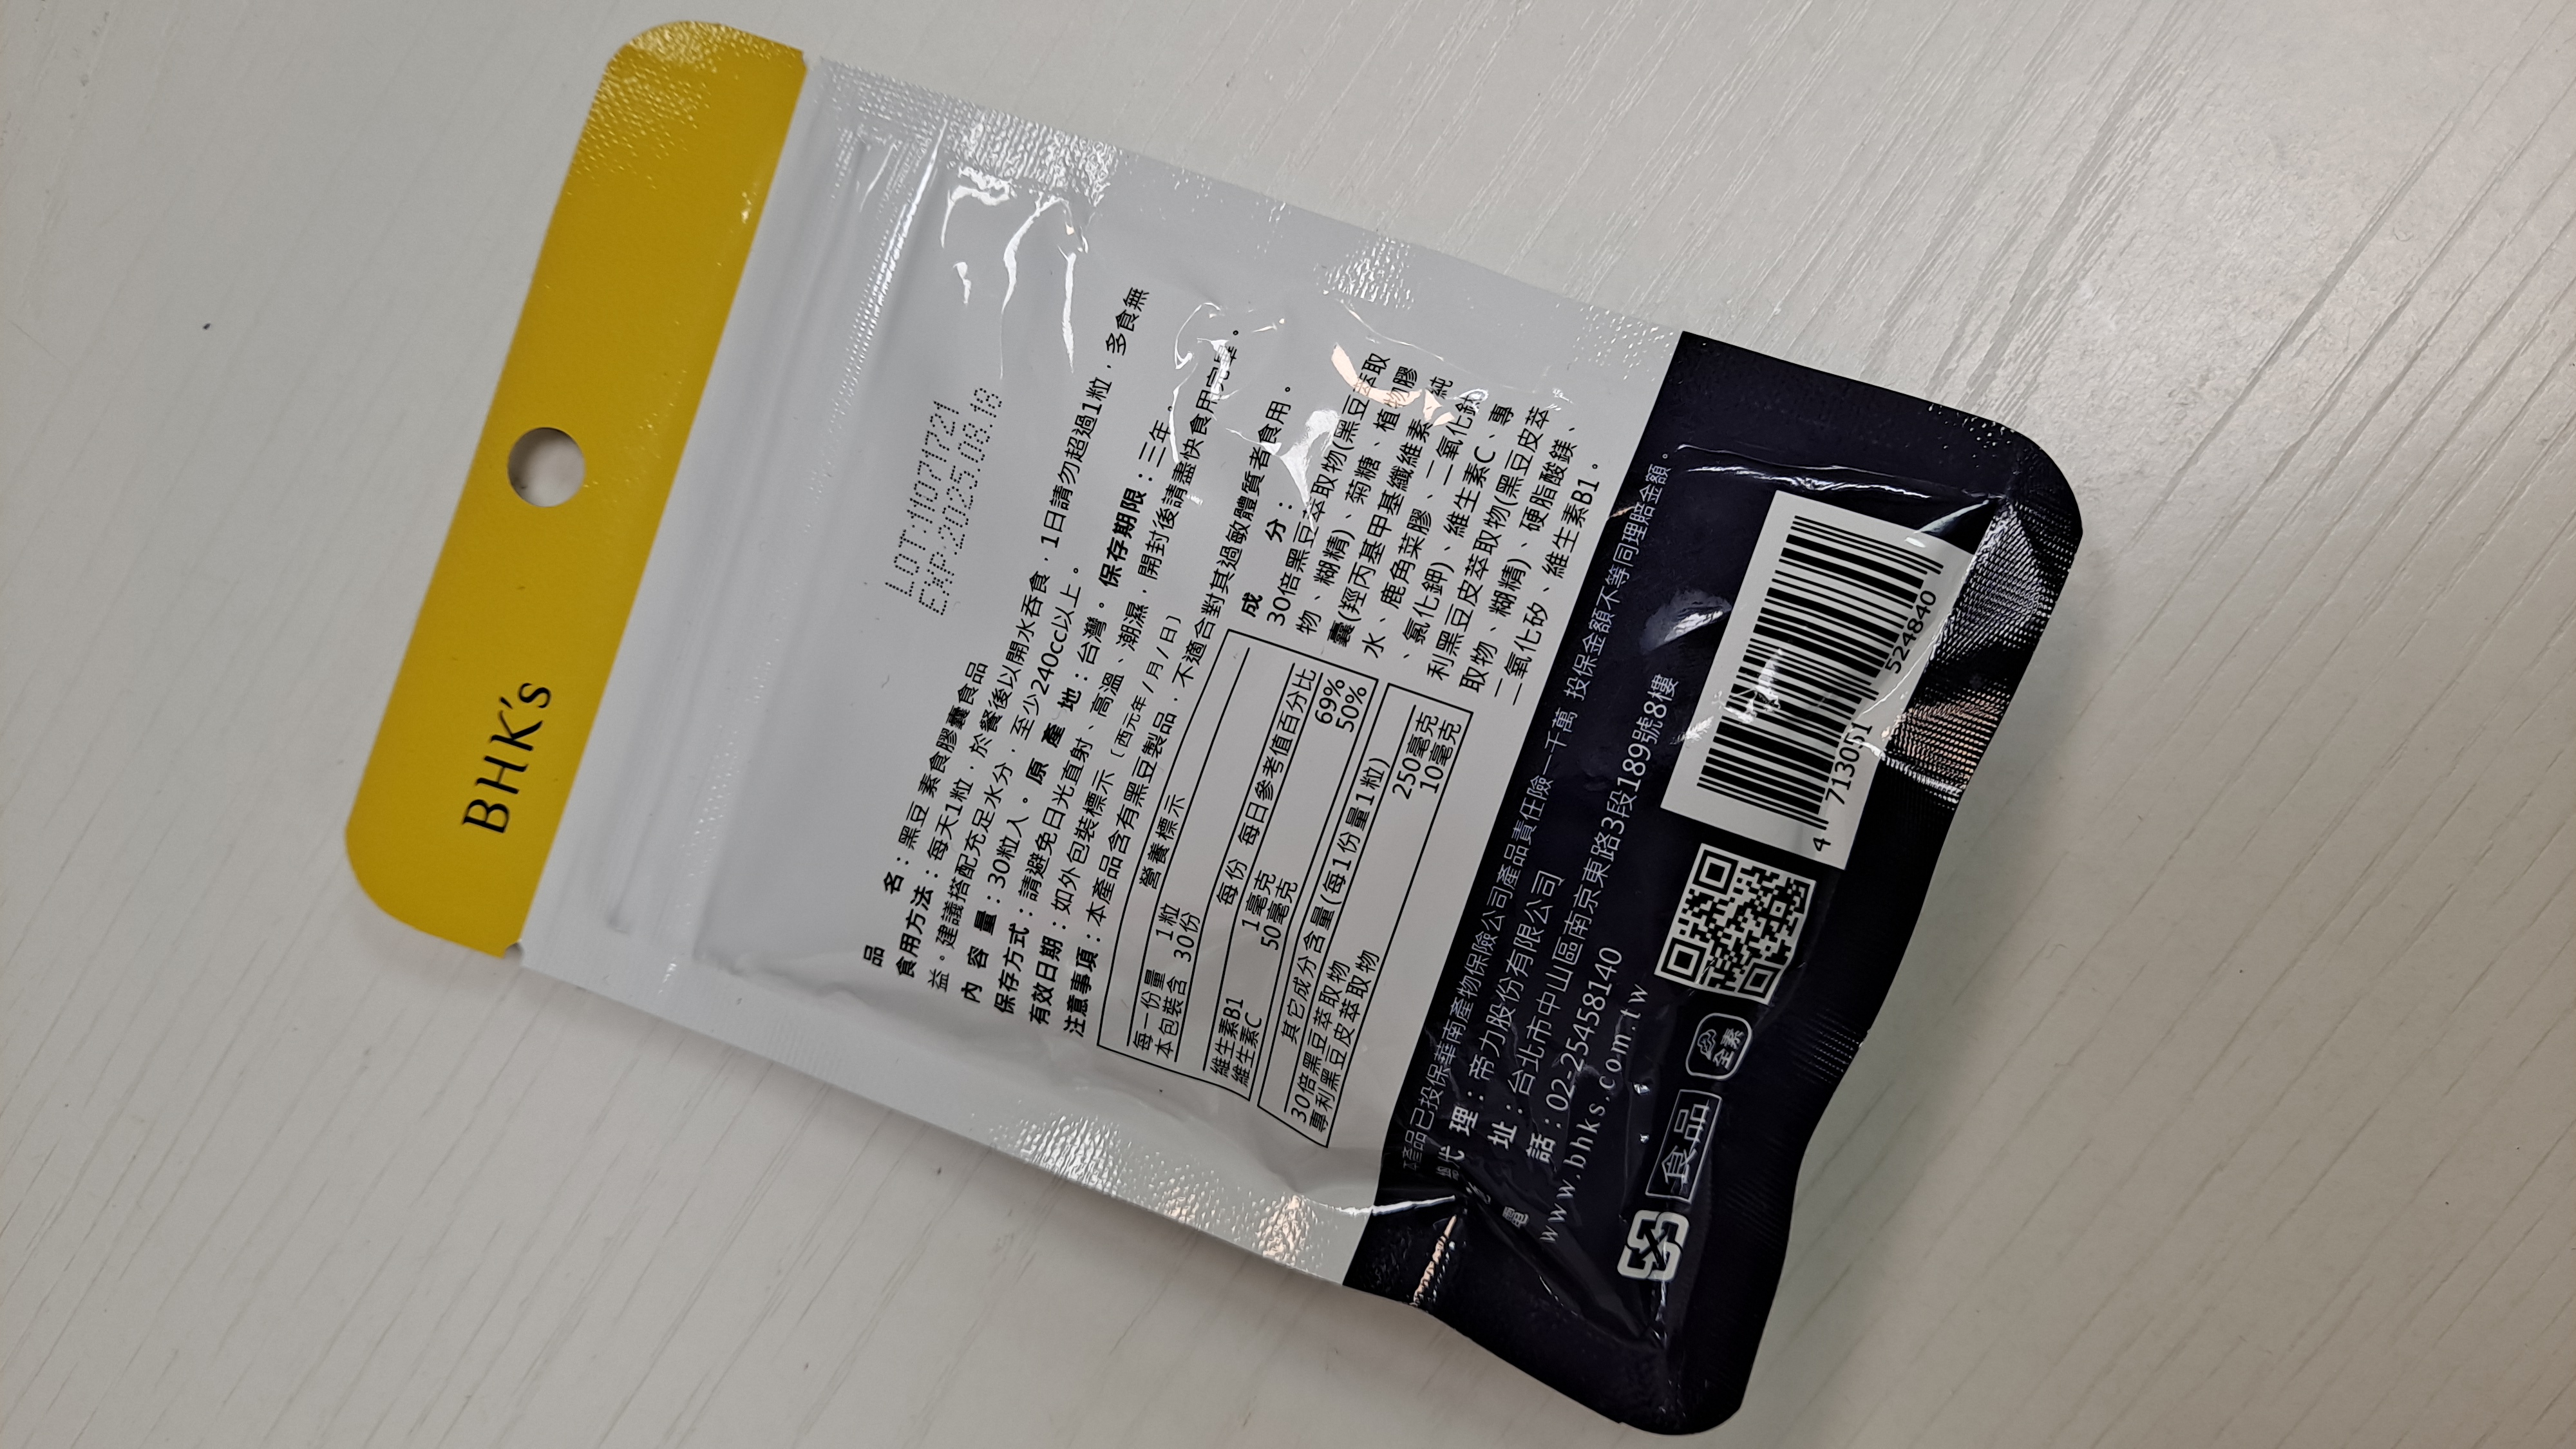 BHK's
LOT:11071721
EXP:2025.08.18
品 名：黑豆 素食膠囊食品
食用方法：每天1粒，於餐後以開水吞食，1日請勿超過1粒，多食無
益。建議搭配充足水分，至少240cc以上。
內 容 量：30粒入。原 產 地：台灣。保存期限：三年。
保存方式：請避免日光直射、高溫、潮濕，開封後請盡快食用完畢。
有效日期：如外包裝標示［西元年/月/日］
注意事項：本產品含有黑豆製品，不適合對其過敏體質者食用。
營養標示
每一份量 1粒
本包裝含 30份
每份 每日參考值百分比
維生素B1 1毫克 69%
維生素C 50毫克 50%
其它成分含量(每1份量1粒)
30倍黑豆萃取物 250毫克
專利黑豆皮萃取物 10毫克
成 分：
30倍黑豆萃取物(黑豆萃取
物、糊精)、菊糖、植物膠
囊(羥丙基甲基纖維素、純
水、鹿角菜膠、二氧化鈦
、氯化鉀)、維生素C、專
利黑豆皮萃取物(黑豆皮萃
取物、糊精)、硬脂酸鎂、
二氧化矽、維生素B1。
本產品已投保華南產物保險公司產品責任險一千萬 投保金額不等同理賠金額。
總代理：帝力股份有限公司
地 址：台北市中山區南京東路3段189號8樓
電 話：02-25458140
www.bhks.com.tw
食品
全素
4 713051 524840